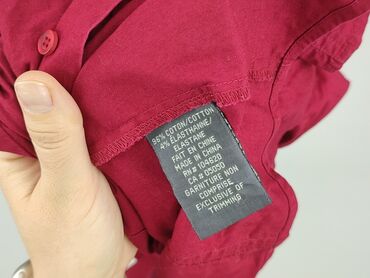 96% COTON/COTTON
4% ÉLASTHANNE/
ELASTANE
FAIT EN CHINE
MADE IN CHINA
RN# 104620
CA # 05050
GARNITURE NON
COMPRISE
EXCLUSIVE OF
TRIMMING